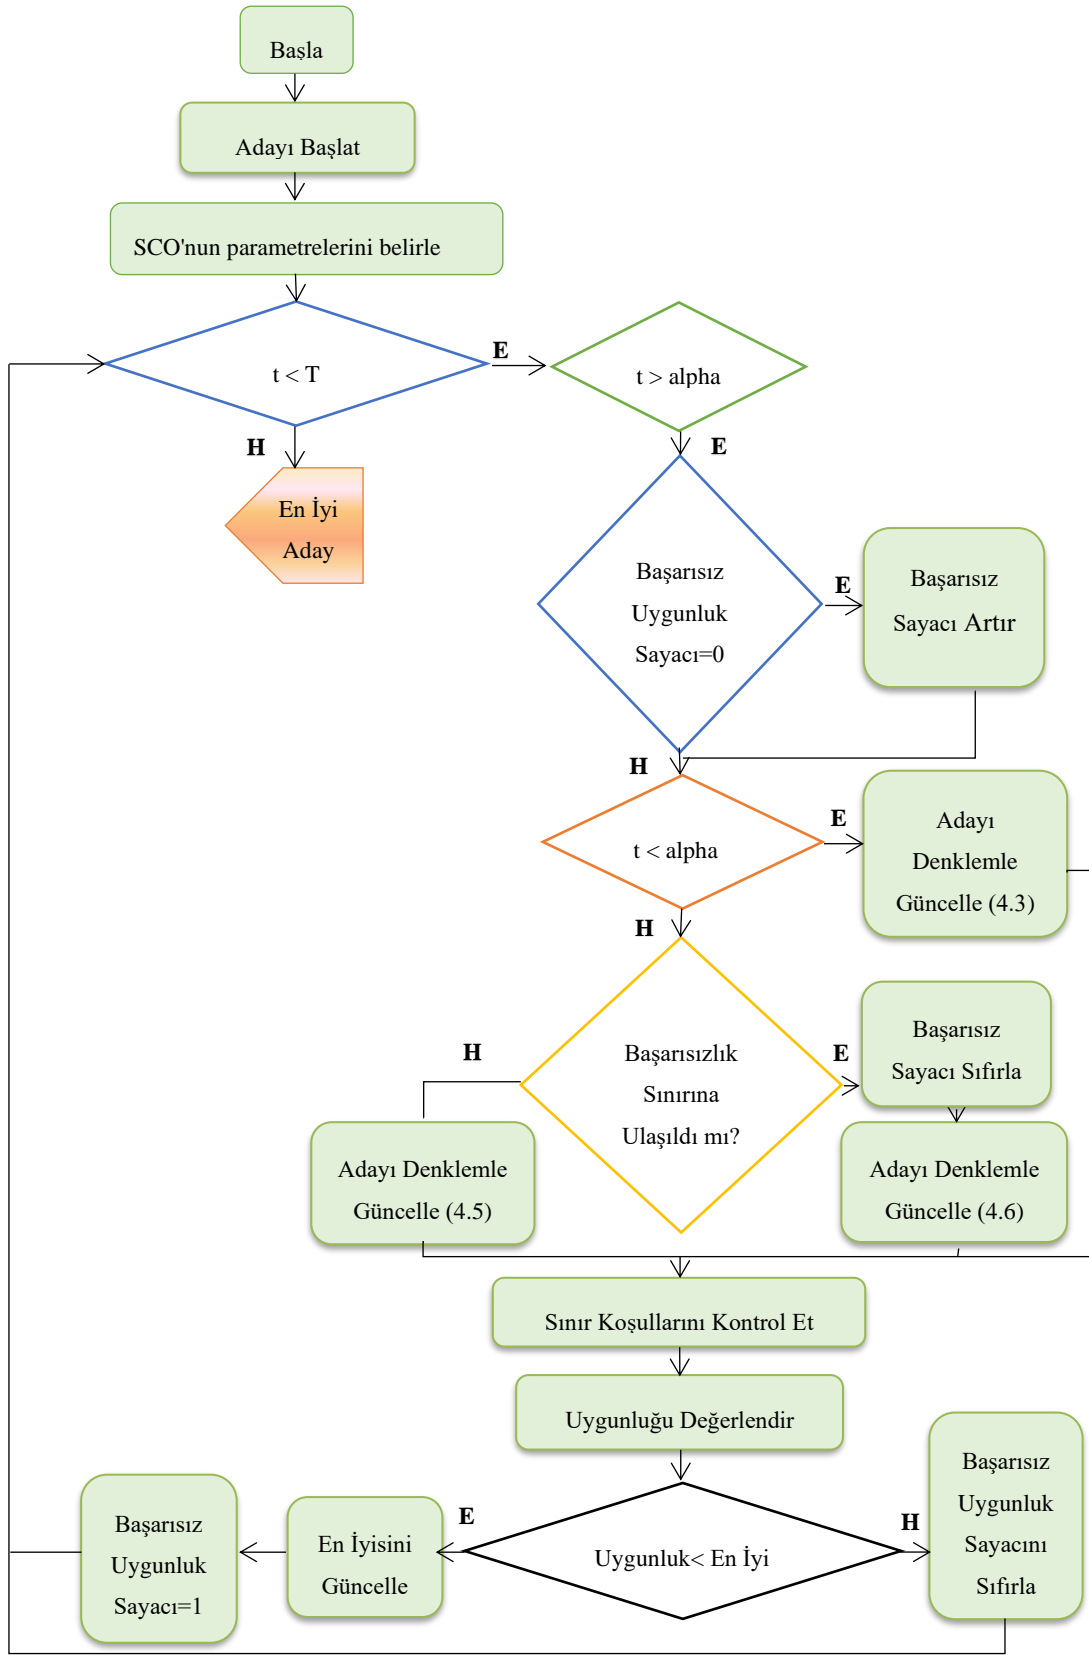 Başla
Adayı Başlat
SCO'nun parametrelerini belirle
t < T
E
t > alpha
H
E
En İyi
Aday
Başarısız
Uygunluk
Sayacı=0
E
Başarısız
Sayacı Artır
H
t < alpha
E
Adayı
Denklemle
Güncelle (4.3)
H
Başarısızlık
Sınırına
Ulaşıldı mı?
H
E
Başarısız
Sayacı Sıfırla
Adayı Denklemle
Güncelle (4.5)
Adayı Denklemle
Güncelle (4.6)
Sınır Koşullarını Kontrol Et
Uygunluğu Değerlendir
Uygunluk< En İyi
E
H
En İyisini
Güncelle
Başarısız
Uygunluk
Sayacı=1
Başarısız
Uygunluk
Sayacını
Sıfırla